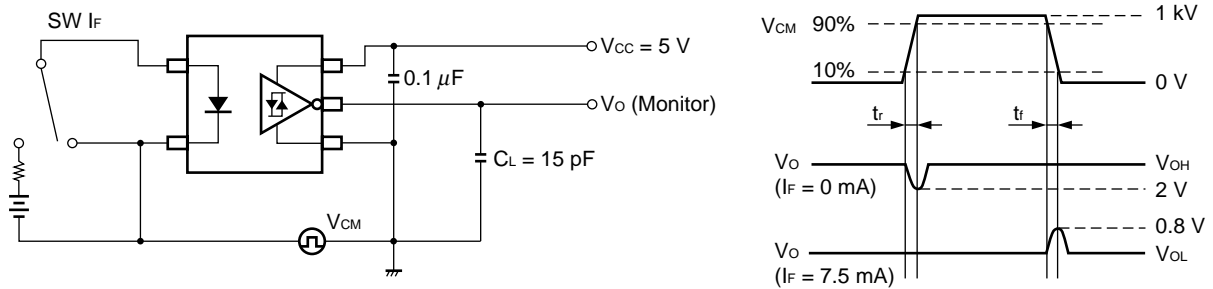 SW IF
VCC = 5 V
0.1 μF
VO (Monitor)
CL = 15 pF
VCM
VCM 90%
10%
1 kV
0 V
tr
tf
VO
(IF = 0 mA)
VOH
2 V
0.8 V
VO
(IF = 7.5 mA)
VOL